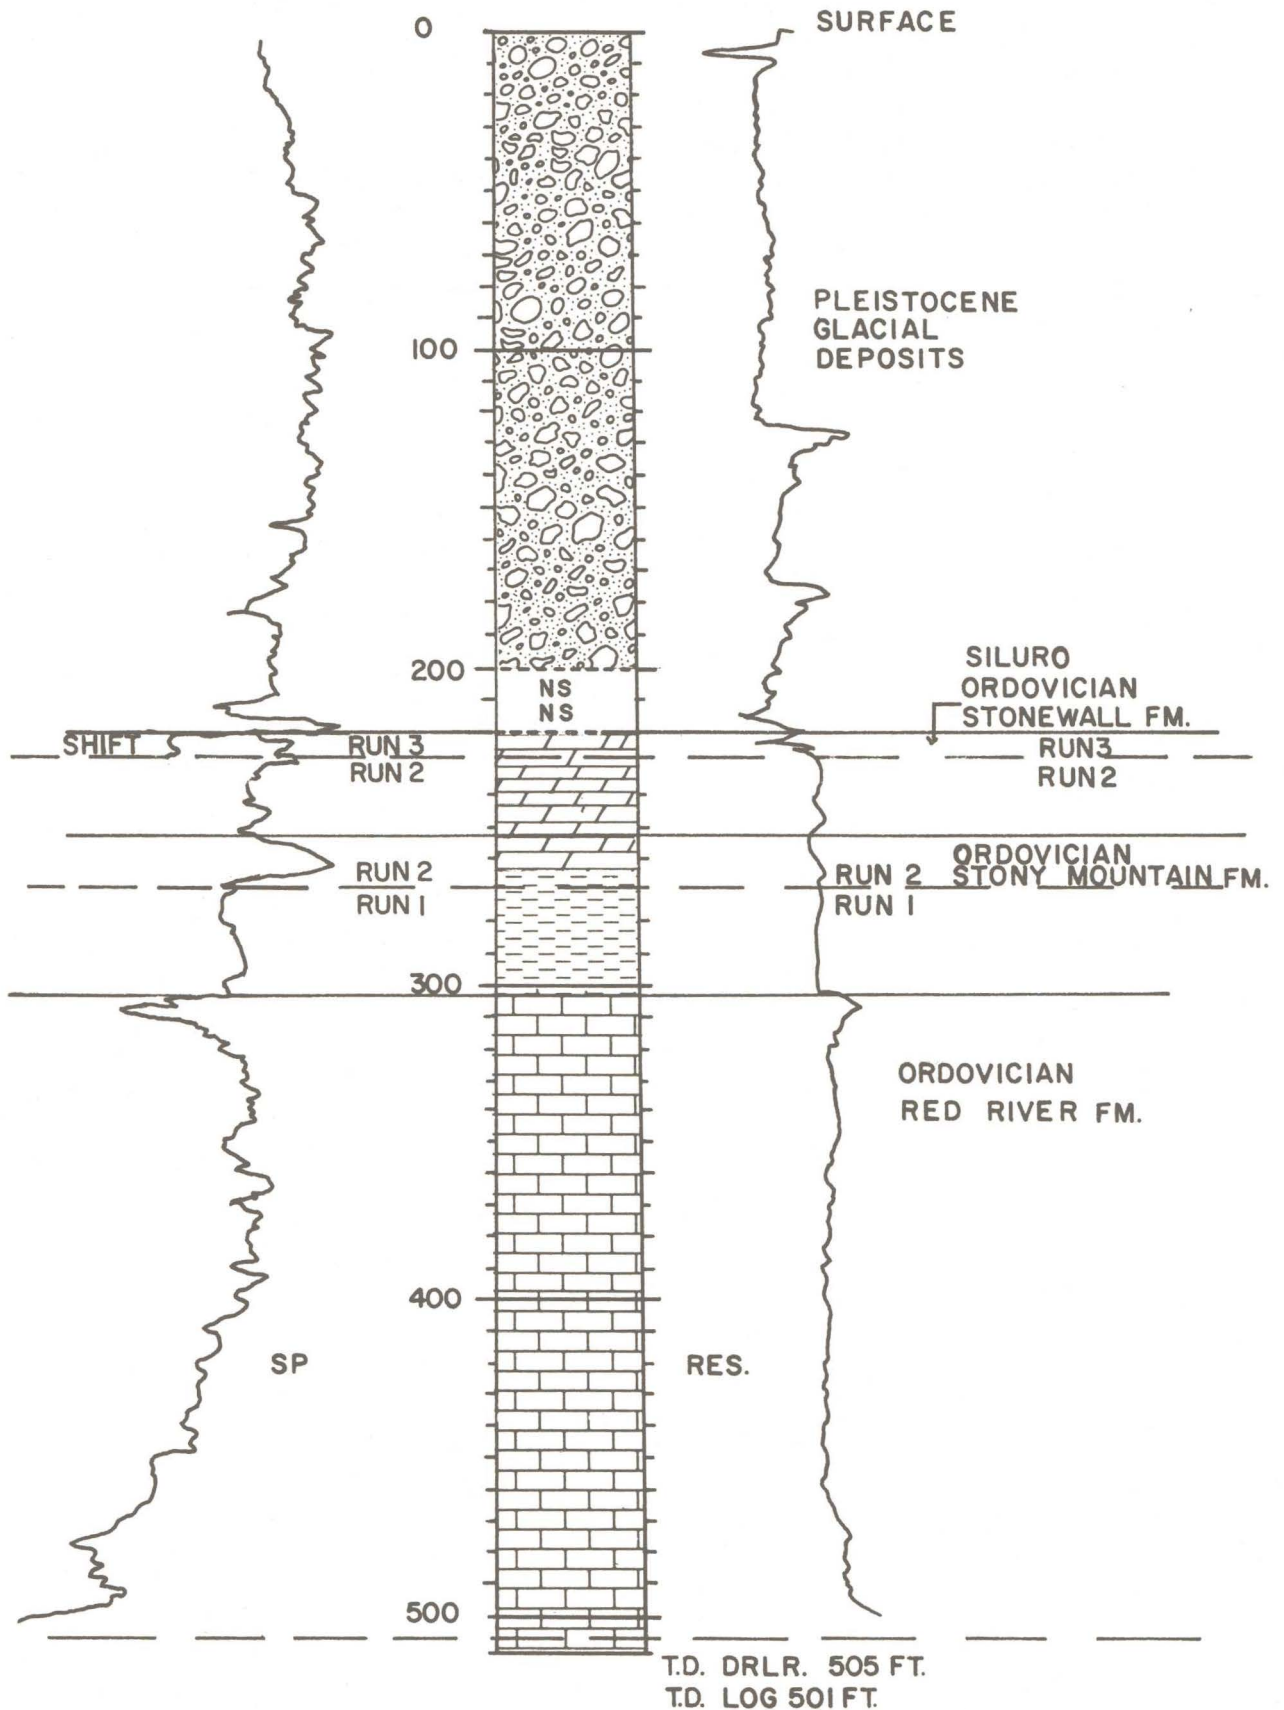 0
SURFACE
PLEISTOCENE
GLACIAL
DEPOSITS
100
200
NS
NS
SILURO
ORDOVICIAN
STONEWALL FM.
SHIFT
RUN 3
RUN 2
RUN3
RUN 2
RUN 2
RUN 1
RUN 2
RUN 1
ORDOVICIAN
STONY MOUNTAIN FM.
300
ORDOVICIAN
RED RIVER FM.
400
SP
RES.
500
T.D. DRLR. 505 FT.
T.D. LOG 501 FT.